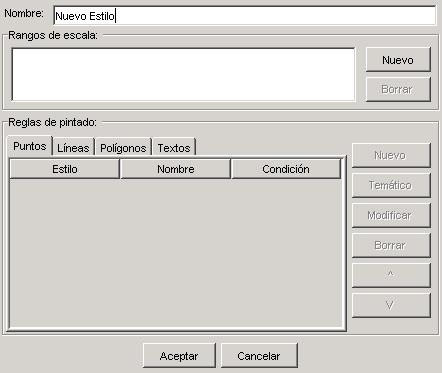 Nombre: Nuevo Estilo
Rangos de escala:
Nuevo
Borrar
Reglas de pintado:
Puntos Líneas Polígonos Textos
Estilo Nombre Condición
Nuevo
Temático
Modificar
Borrar
^
V
Aceptar Cancelar